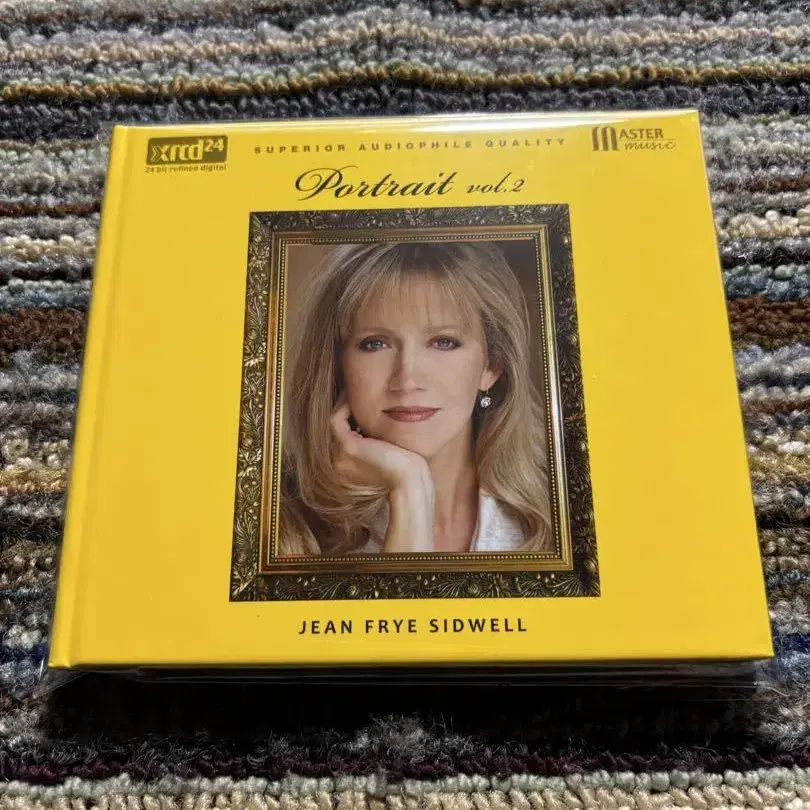 xrcd24
24 bit refined digital
SUPERIOR AUDIOPHILE QUALITY
MASTER
music
Portrait vol.2
JEAN FRYE SIDWELL